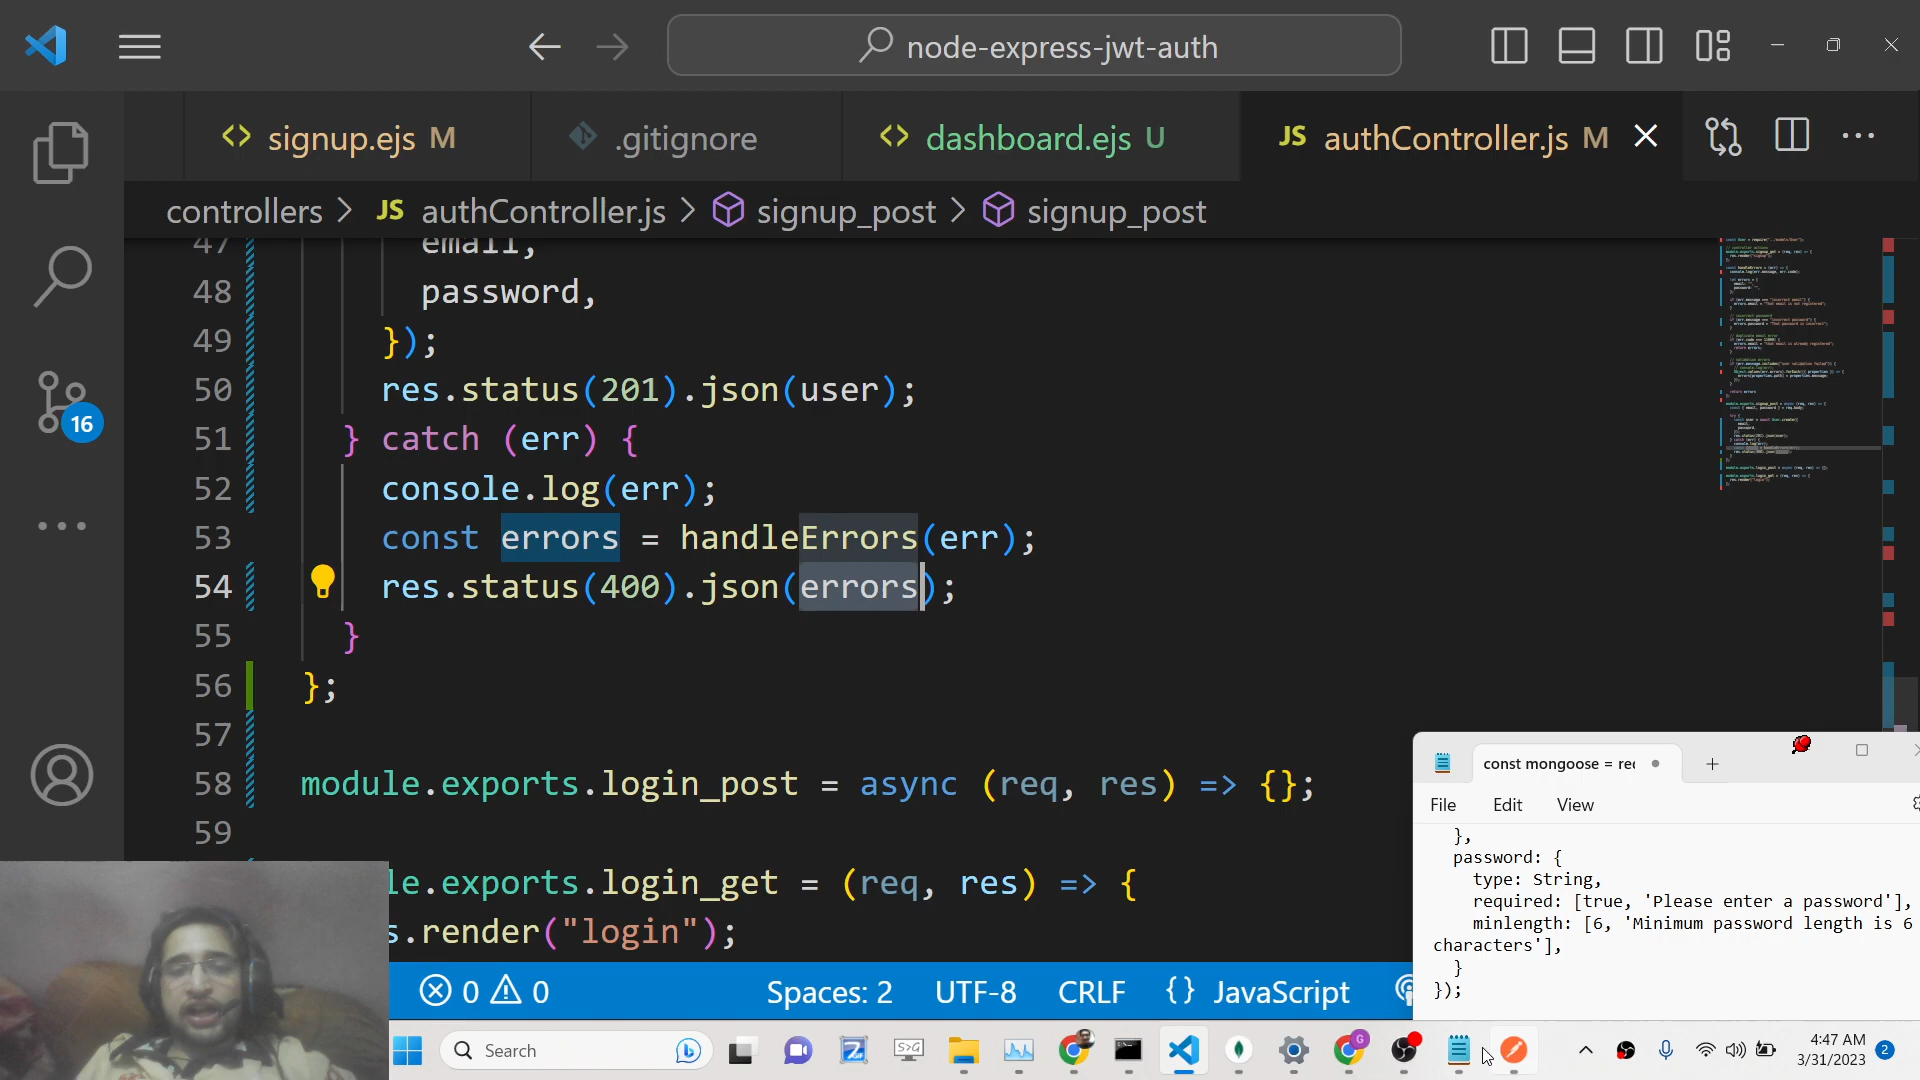 node-express-jwt-auth
signup.ejs M
.gitignore
dashboard.ejs U
JS authController.js M
controllers > JS authController.js > signup_post > signup_post
47 email,
48 password,
49 });
50 res.status(201).json(user);
51 } catch (err) {
52 console.log(err);
53 const errors = handleErrors(err);
54 res.status(400).json(errors);
55 }
56 };
57
58 module.exports.login_post = async (req, res) => {};
59
le.exports.login_get = (req, res) => {
s.render("login");
16
const mongoose = rec
File Edit View
},
password: {
type: String,
required: [true, 'Please enter a password'],
minlength: [6, 'Minimum password length is 6
characters'],
}
});
0 0 Spaces: 2 UTF-8 CRLF {} JavaScript
Search
4:47 AM
3/31/2023
2